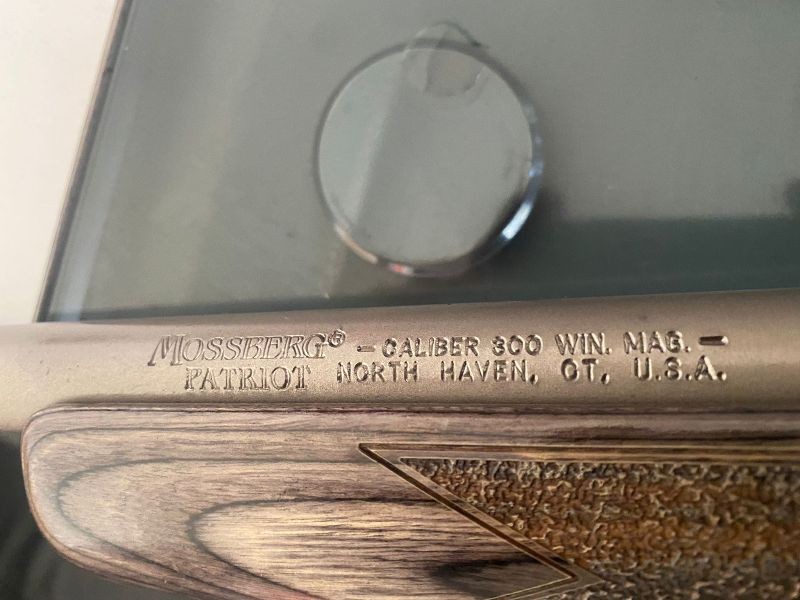 MOSSBERG® - CALIBER 300 WIN. MAG. -
PATRIOT NORTH HAVEN, CT, U.S.A.